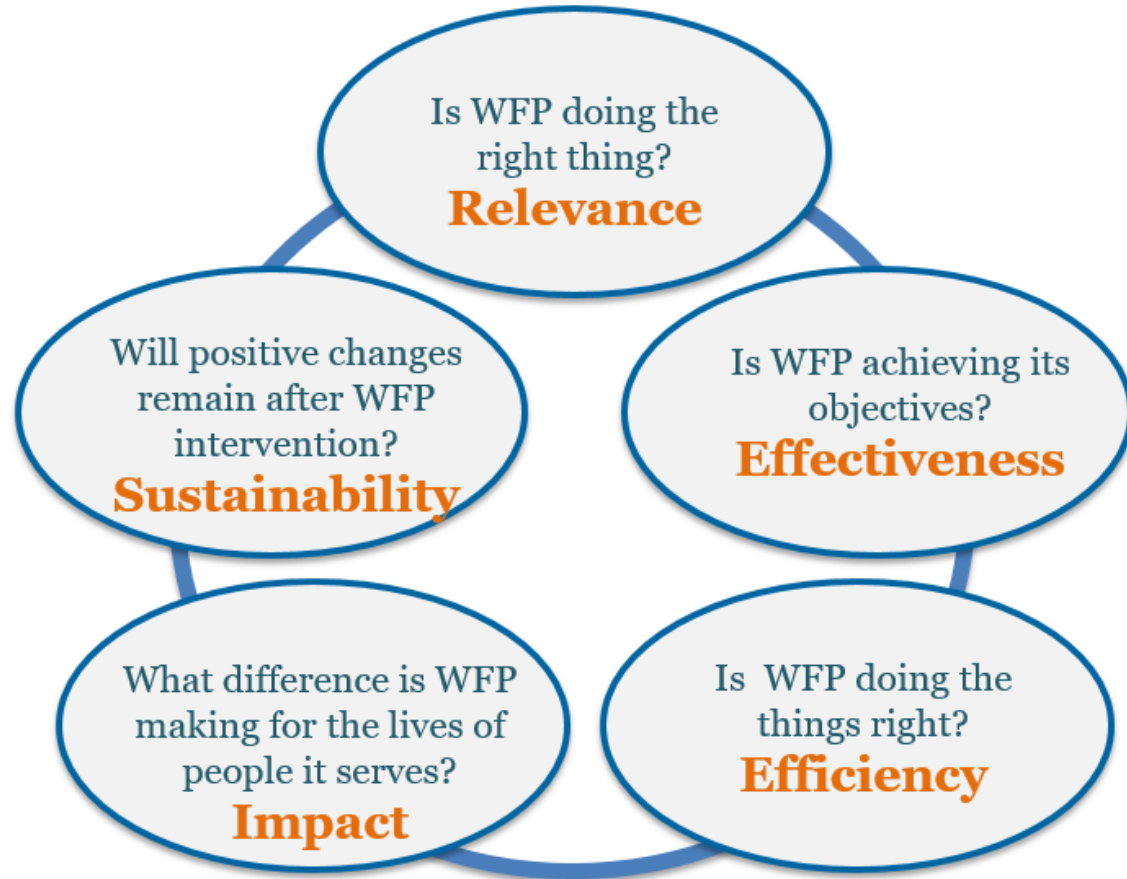 Is WFP doing the
right thing?
Relevance
Is WFP achieving its
objectives?
Effectiveness
Is  WFP doing the
things right?
Efficiency
What difference is WFP
making for the lives of
people it serves?
Impact
Will positive changes
remain after WFP
intervention?
Sustainability